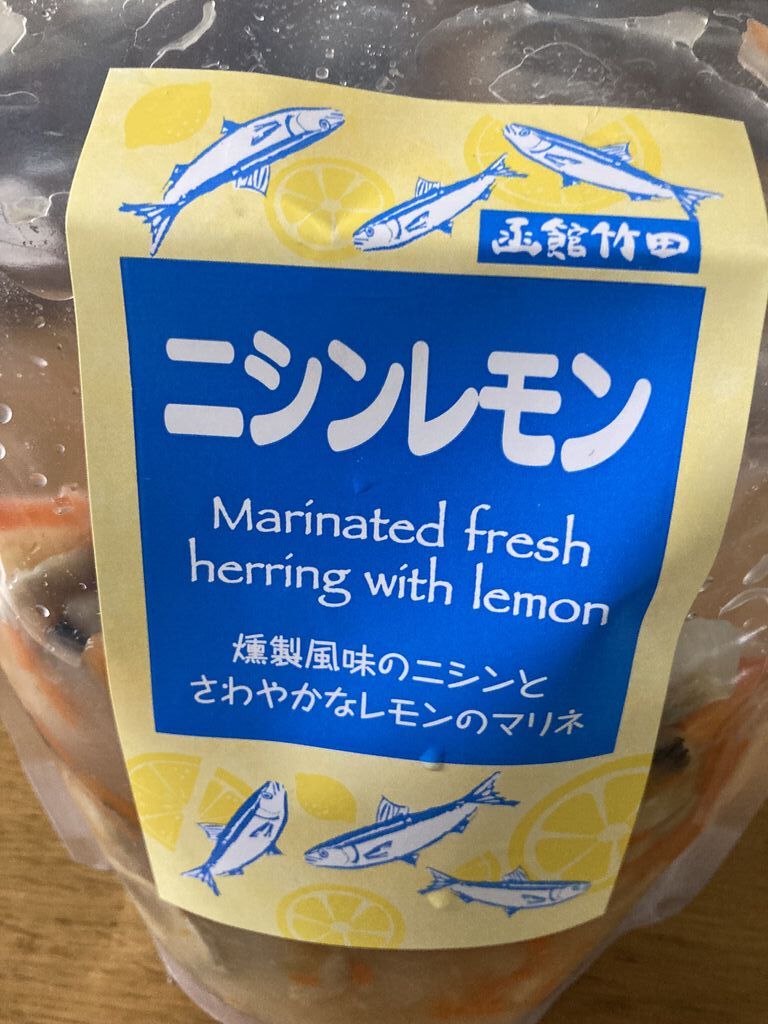 函館竹田
ニシンレモン
Marinated fresh
herring with lemon
燻製風味のニシンと
さわやかなレモンのマリネ